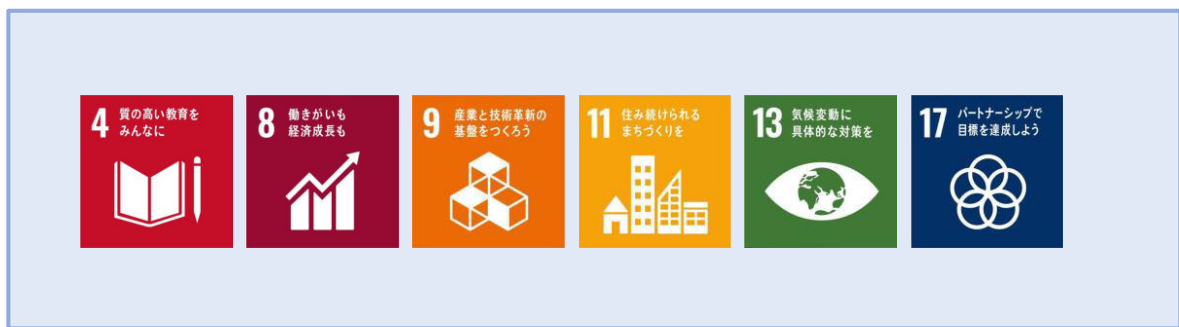 4 質の高い教育を
みんなに
8 働きがいも
経済成長も
9 産業と技術革新の
基盤をつくろう
11 住み続けられる
まちづくりを
13 気候変動に
具体的な対策を
17 パートナーシップで
目標を達成しよう